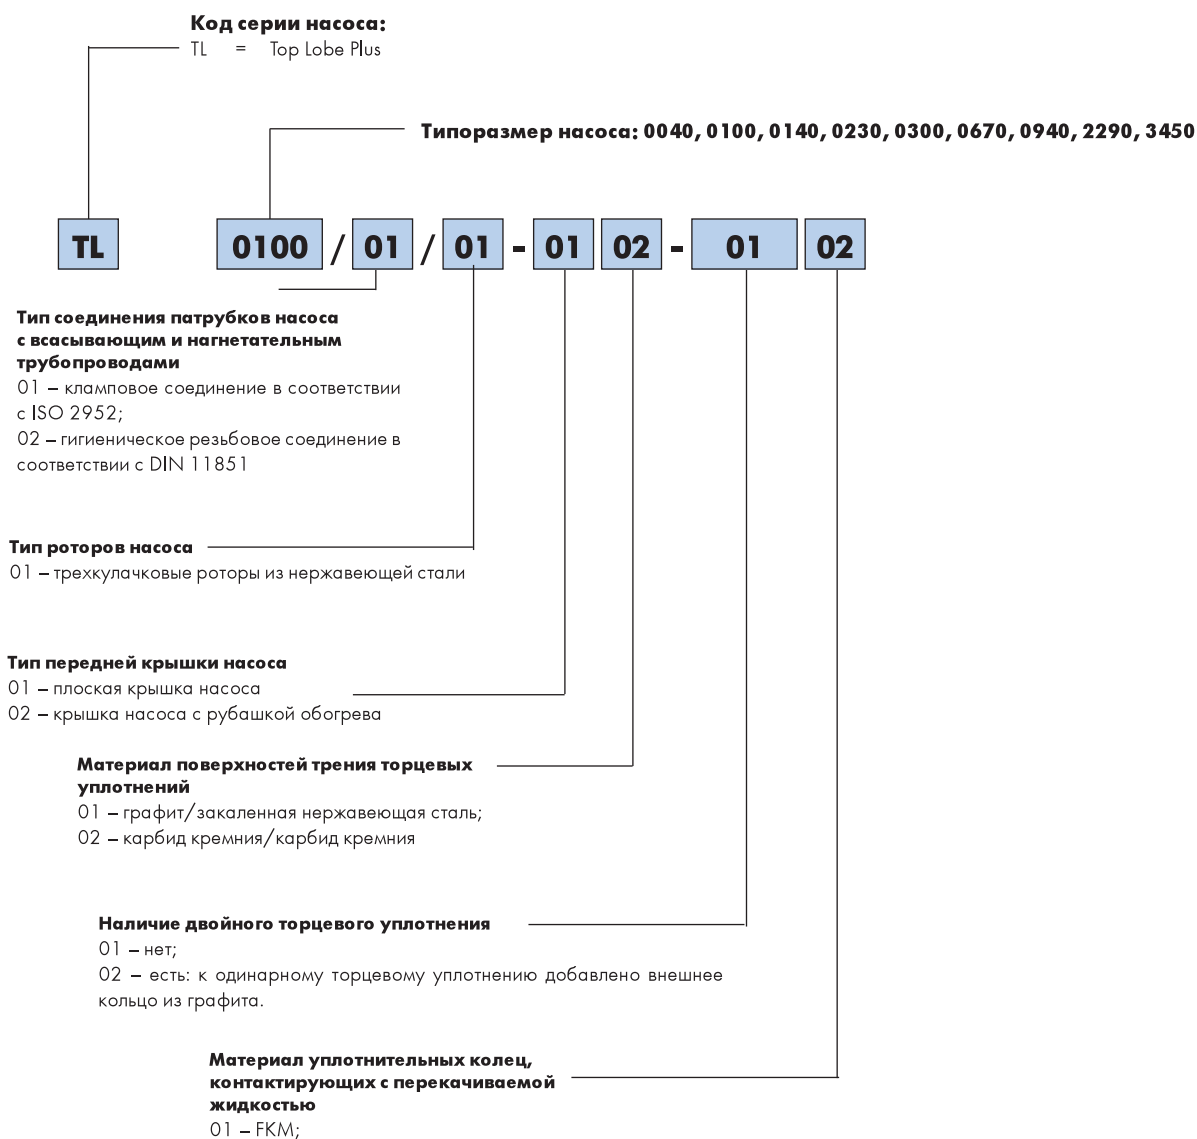 Код серии насоса:
TL = Top Lobe Plus
Типоразмер насоса: 0040, 0100, 0140, 0230, 0300, 0670, 0940, 2290, 3450
TL 0100 / 01 / 01 - 01 02 - 01 02
Тип соединения патрубков насоса
с всасывающим и нагнетательным
трубопроводами
01 – кламповое соединение в соответствии
с ISO 2952;
02 – гигиеническое резьбовое соединение в
соответствии с DIN 11851
Тип роторов насоса
01 – трехкулачковые роторы из нержавеющей стали
Тип передней крышки насоса
01 – плоская крышка насоса
02 – крышка насоса с рубашкой обогрева
Материал поверхностей трения торцевых
уплотнений
01 – графит/закаленная нержавеющая сталь;
02 – карбид кремния/карбид кремния
Наличие двойного торцевого уплотнения
01 – нет;
02 – есть: к одинарному торцевому уплотнению добавлено внешнее
кольцо из графита.
Материал уплотнительных колец,
контактирующих с перекачиваемой
жидкостью
01 – FKM;